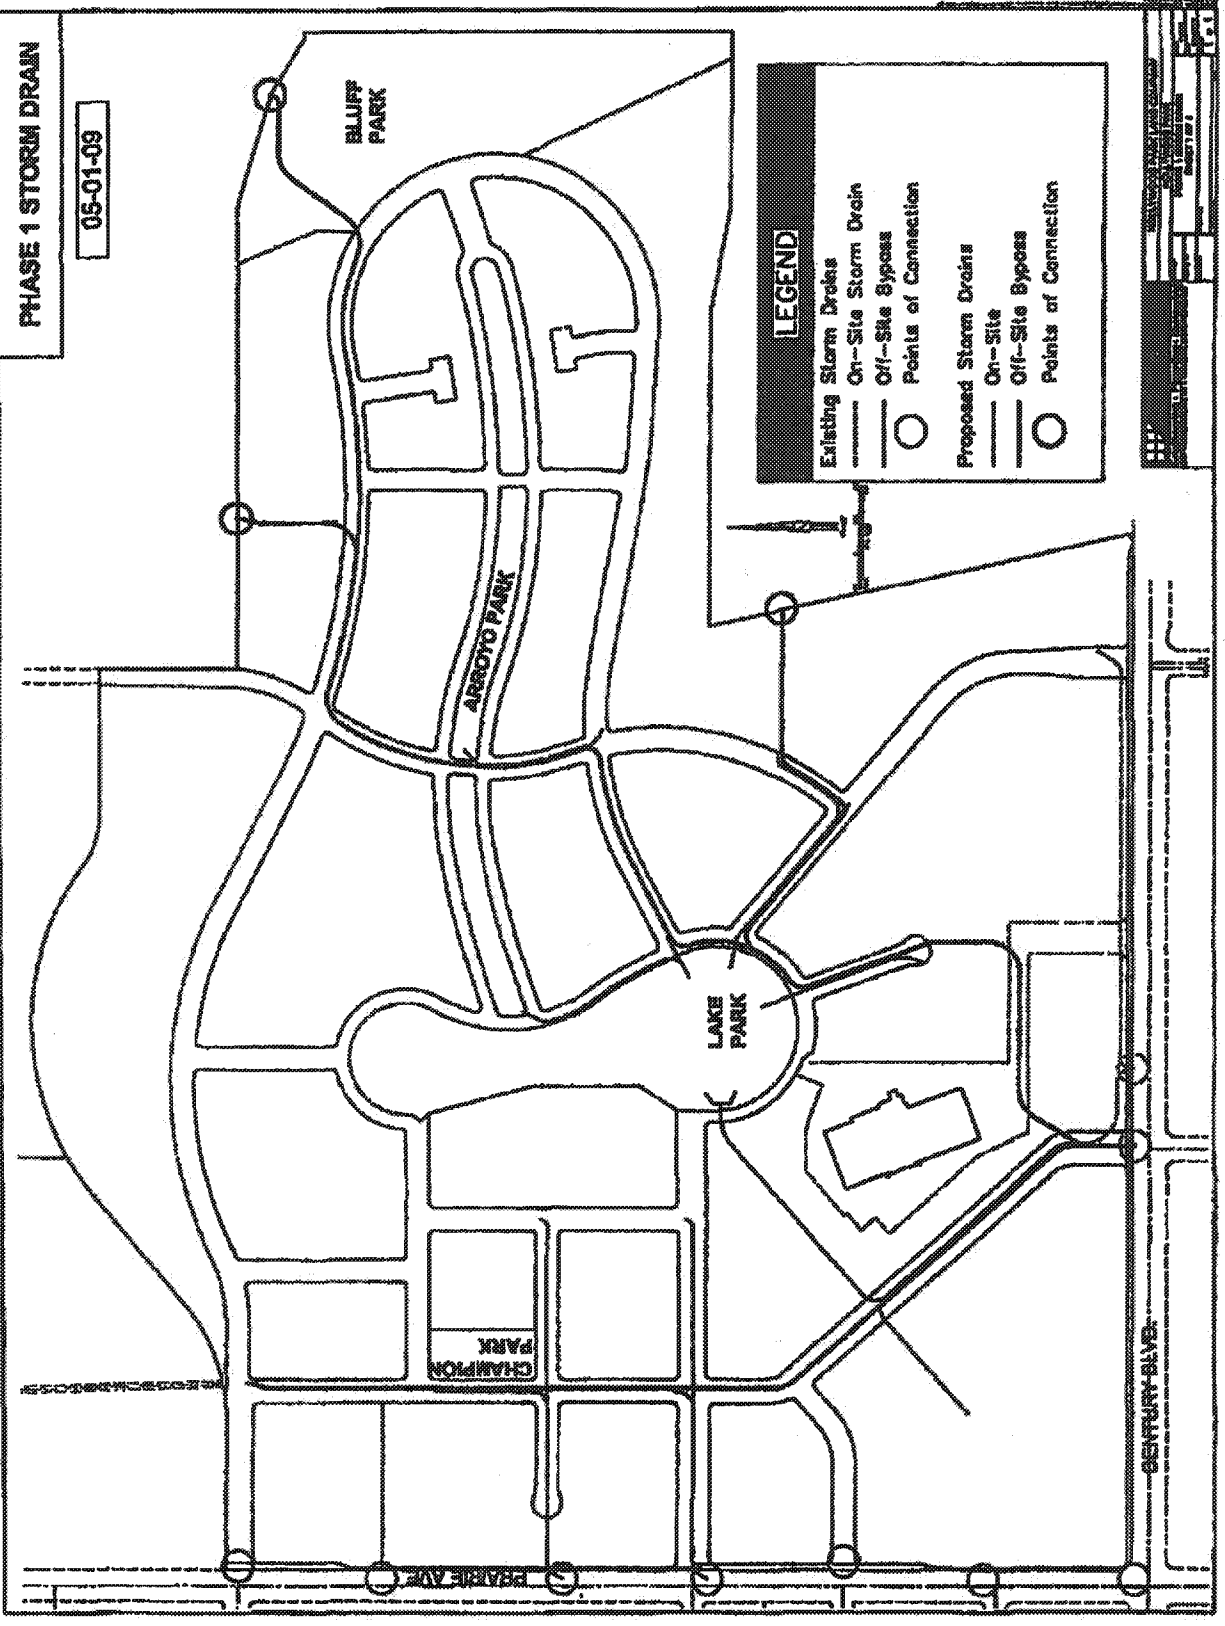 PHASE 1 STORM DRAIN
05-01-09
BLUFF
PARK
ARROYO PARK
LAKE
PARK
CHAMPION
PARK
PRAIRIE AVE
CENTURY BLVD.
LEGEND
Existing Storm Drains
On-Site Storm Drain
Off-Site Bypass
Points of Connection
Proposed Storm Drains
On-Site
Off-Site Bypass
Points of Connection